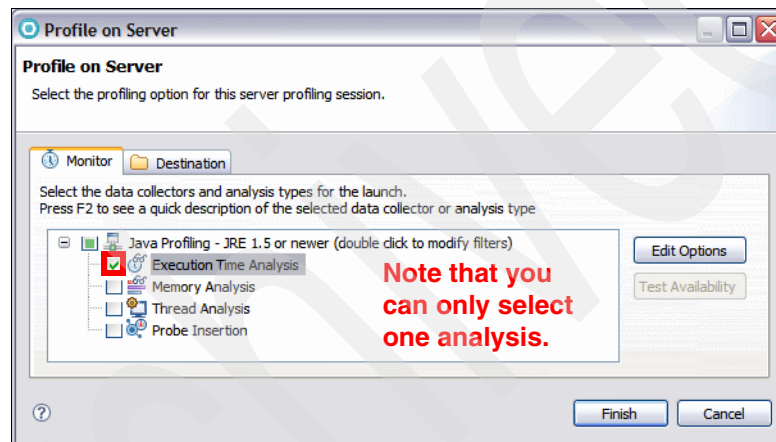 Profile on Server
Profile on Server
Select the profiling option for this server profiling session.
Monitor
Destination
Select the data collectors and analysis types for the launch.
Press F2 to see a quick description of the selected data collector or analysis type
Java Profiling - JRE 1.5 or newer (double click to modify filters)
Execution Time Analysis
Memory Analysis
Thread Analysis
Probe Insertion
Note that you
can only select
one analysis.
Edit Options
Test Availability
Finish
Cancel